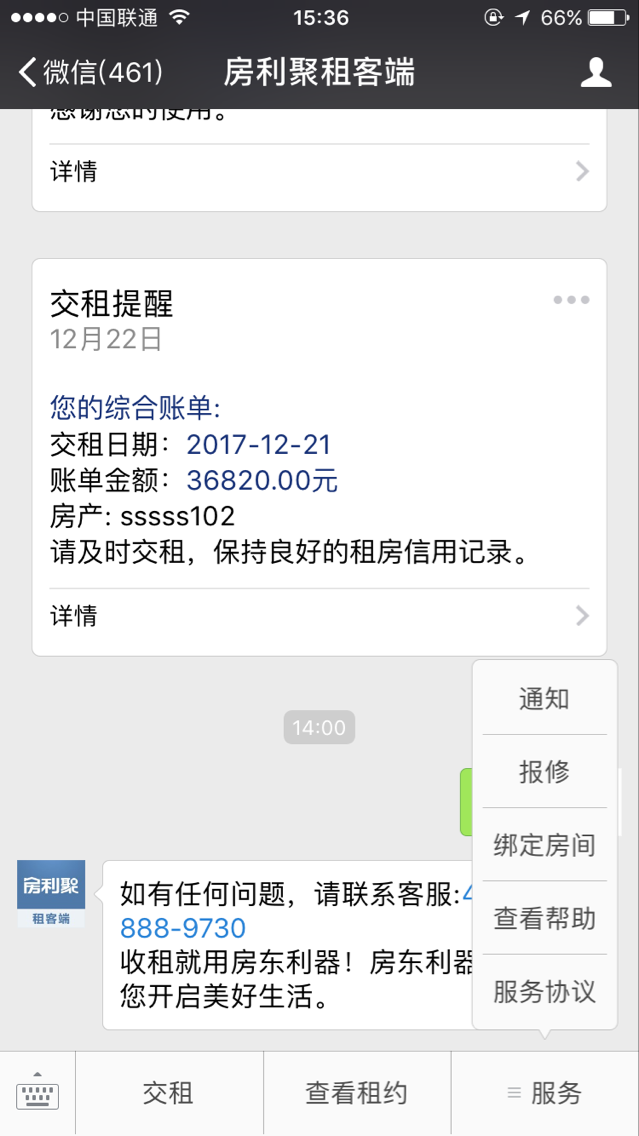 中国联通
15:36
66%
微信(461)
房利聚租客端
感谢您的使用。
详情
交租提醒
12月22日
您的综合账单:
交租日期：2017-12-21
账单金额：36820.00元
房产: sssss102
请及时交租，保持良好的租房信用记录。
详情
14:00
房利聚
租客端
如有任何问题，请联系客服:4
888-9730
收租就用房东利器！房东利器
您开启美好生活。
通知
报修
绑定房间
查看帮助
服务协议
交租
查看租约
服务